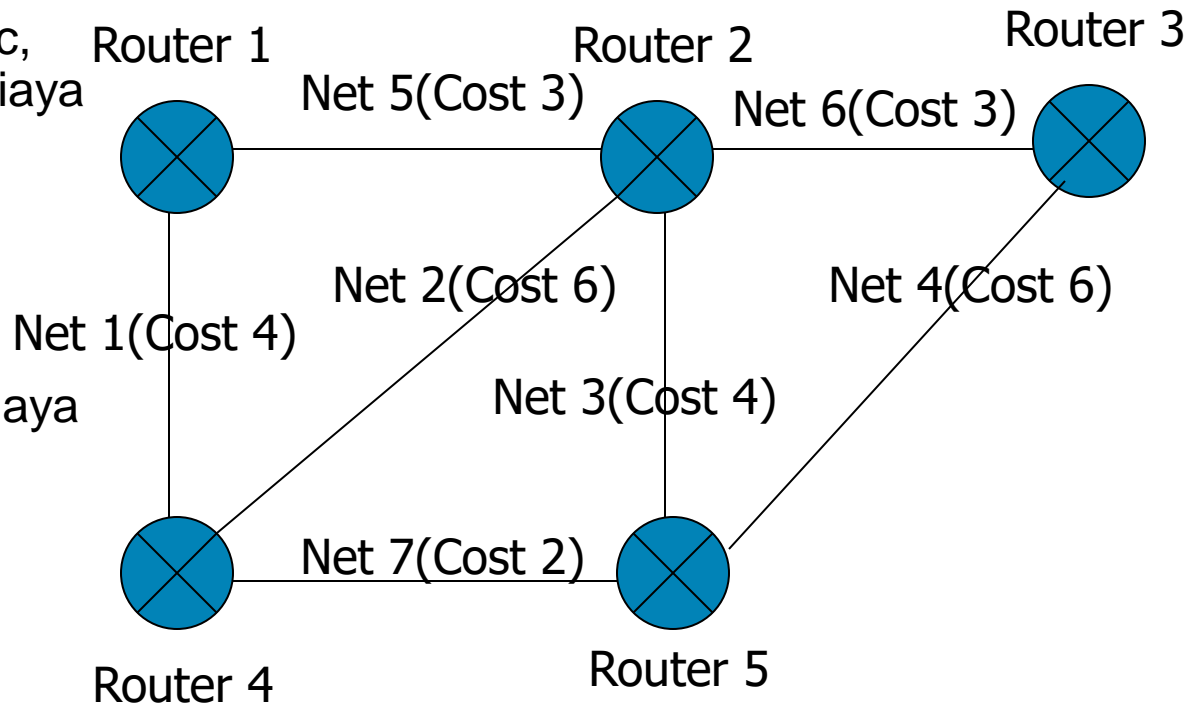 c,
Router 1
Router 2
Router 3
iaya
Net 5(Cost 3)
Net 6(Cost 3)
Net 2(Cost 6)
Net 4(Cost 6)
Net 1(Cost 4)
Net 3(Cost 4)
aya
Net 7(Cost 2)
Router 4
Router 5